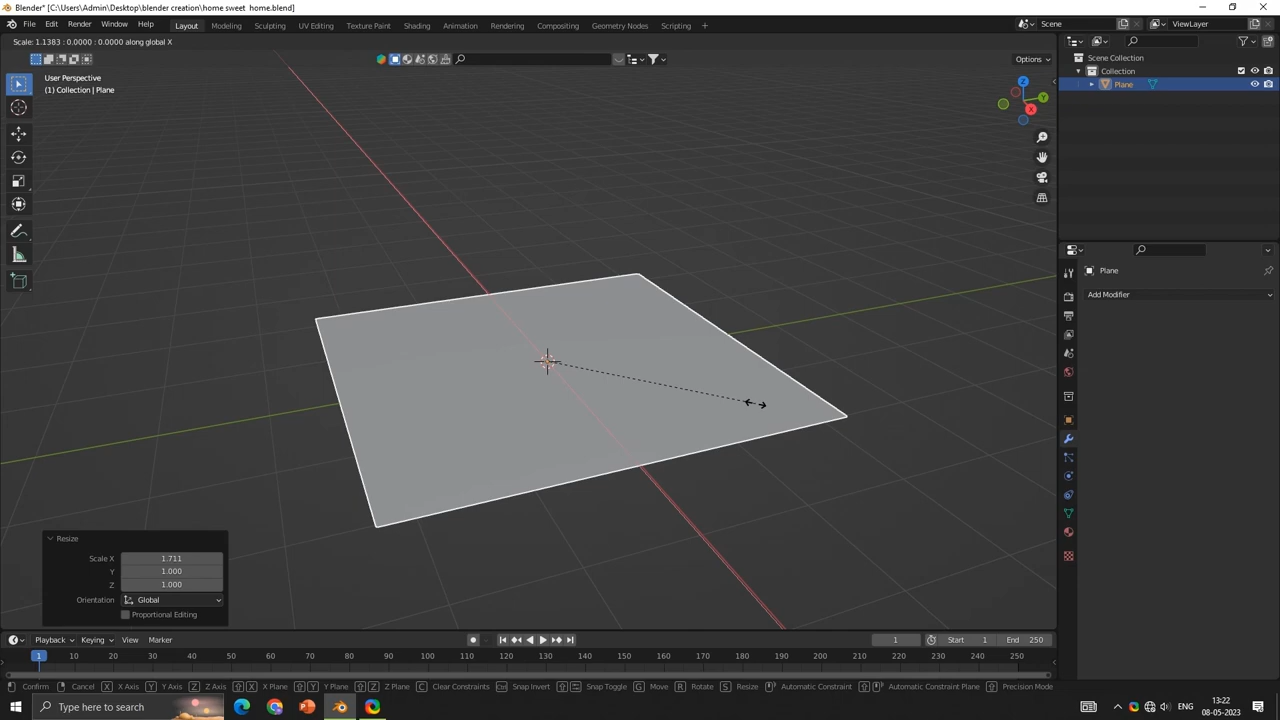 Blender* [C:\Users\Admin\Desktop\blender creation\home sweet  home.blend]
File Edit Render Window Help Layout Modeling Sculpting UV Editing Texture Paint Shading Animation Rendering Compositing Geometry Nodes Scripting + Scene ViewLayer
Scale: 1.1383 : 0.0000 : 0.0000 along global X
Options
User Perspective
(1) Collection | Plane
Scene Collection
Collection
Plane
Z
Y
X
Plane
Add Modifier
Resize
Scale X 1.711
Y 1.000
Z 1.000
Orientation Global
Proportional Editing
Playback Keying View Marker 1 Start 1 End 250
1 10 20 30 40 50 60 70 80 90 100 110 120 130 140 150 160 170 180 190 200 210 220 230 240 250
Confirm Cancel X X Axis Y Y Axis Z Z Axis X X Plane Y Y Plane Z Z Plane C Clear Constraints Ctrl Snap Invert Snap Toggle G Move R Rotate S Resize Automatic Constraint Automatic Constraint Plane Precision Mode
Type here to search
ENG
13:22
08-05-2023